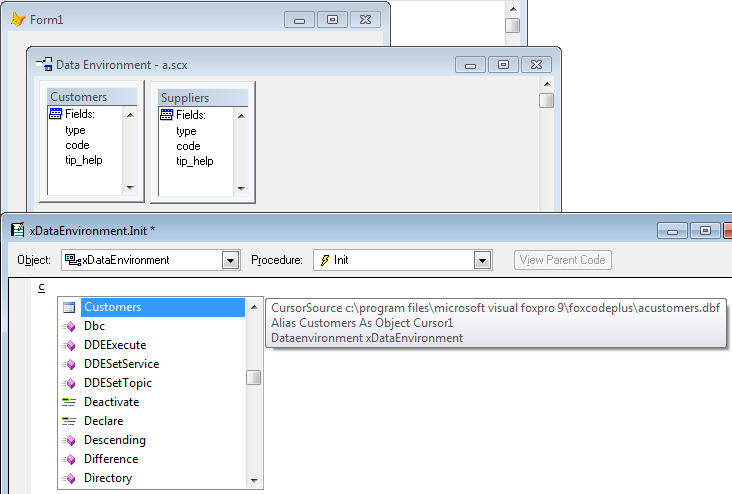 Form1
Data Environment - a.scx
Customers
Fields:
type
code
tip_help
Suppliers
Fields:
type
code
tip_help
xDataEnvironment.Init *
Object:
xDataEnvironment
Procedure:
Init
View Parent Code
c
Customers
Dbc
DDEExecute
DDESetService
DDESetTopic
Deactivate
Declare
Descending
Difference
Directory
CursorSource c:\program files\microsoft visual foxpro 9\foxcodeplus\acustomers.dbf
Alias Customers As Object Cursor1
Dataenvironment xDataEnvironment